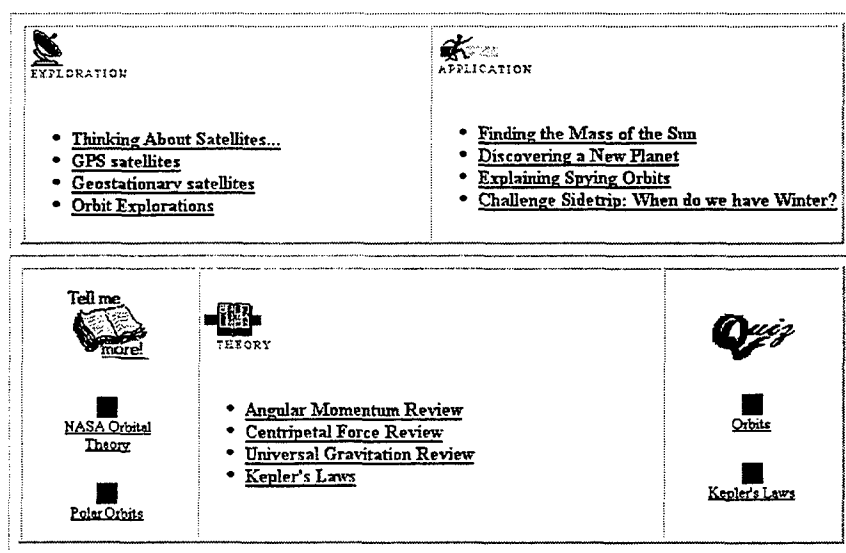 EXPLORATION
• Thinking About Satellites...
• GPS satellites
• Geostationary satellites
• Orbit Explorations
APPLICATION
• Finding the Mass of the Sun
• Discovering a New Planet
• Explaining Spying Orbits
• Challenge Sidetrip: When do we have Winter?
Tell me
more!
NASA Orbital
Theory
Polar Orbits
THEORY
• Angular Momentum Review
• Centripetal Force Review
• Universal Gravitation Review
• Kepler's Laws
Quiz
Orbits
Kepler's Laws